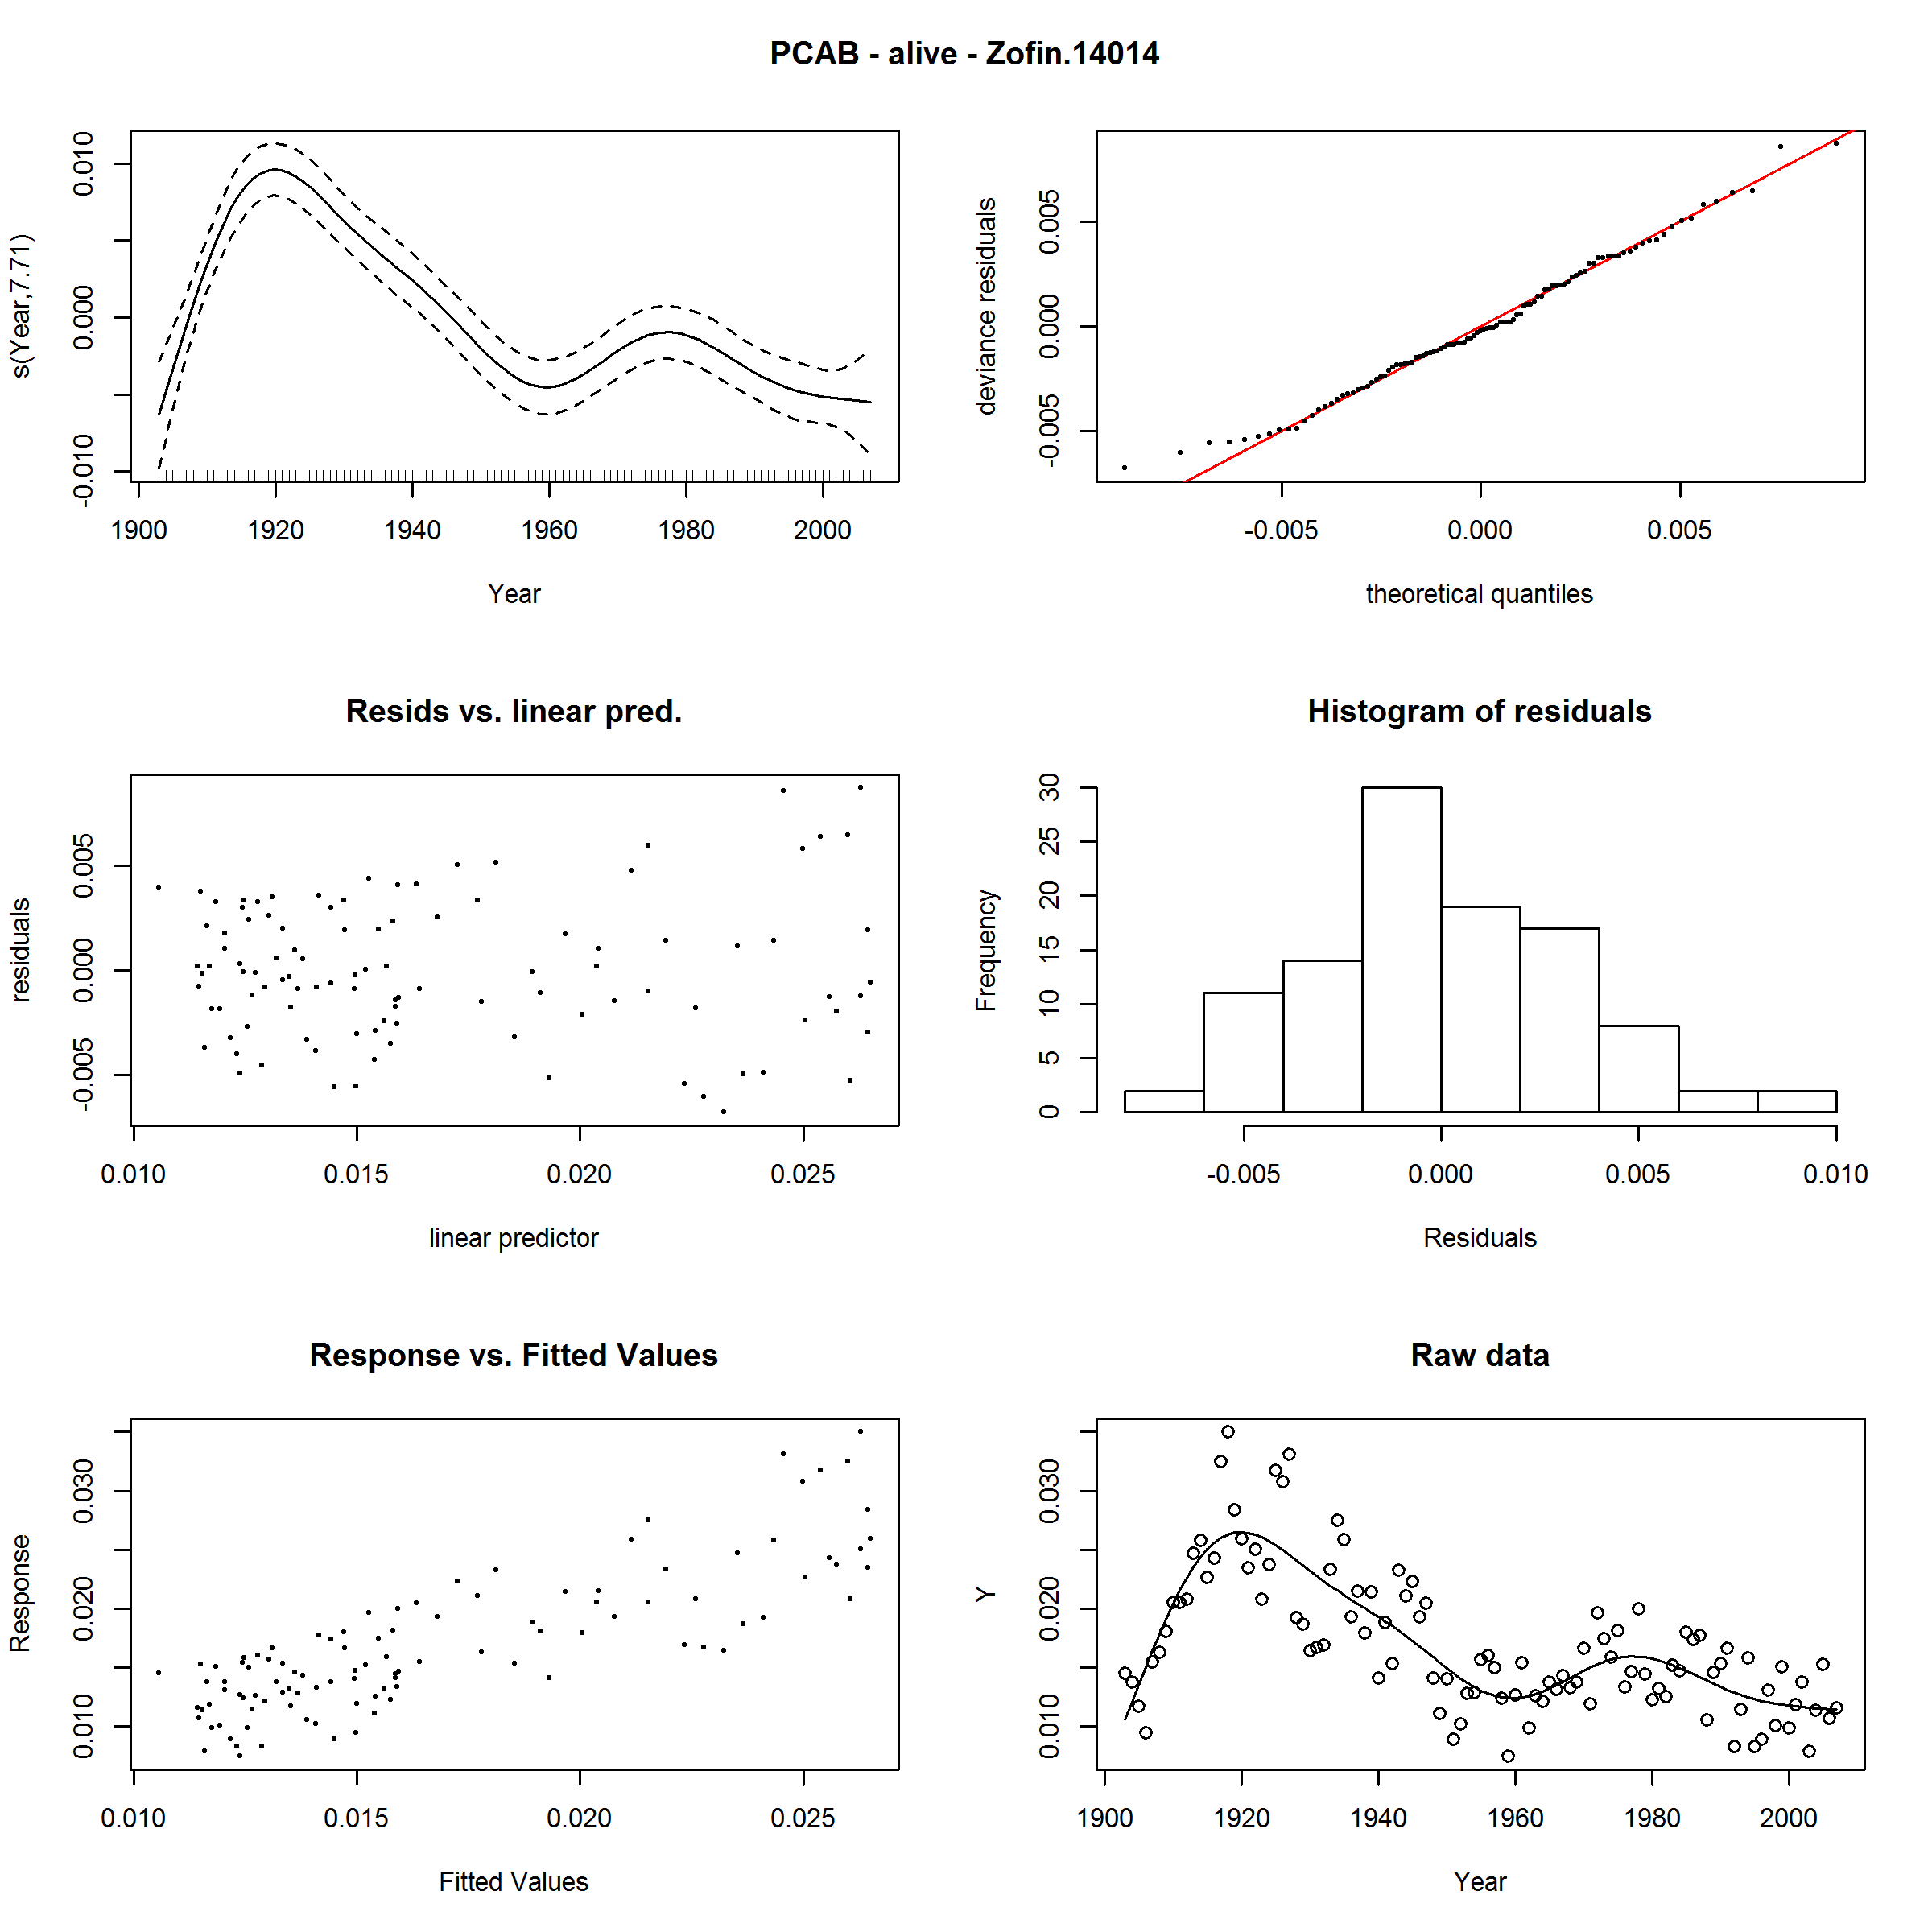 PCAB - alive - Zofin.14014
s(Year,7.71)
-0.010 0.000 0.010
1900 1920 1940 1960 1980 2000
Year
deviance residuals
-0.005 0.000 0.005
-0.005 0.000 0.005
theoretical quantiles
Resids vs. linear pred.
residuals
-0.005 0.000 0.005
0.010 0.015 0.020 0.025
linear predictor
Histogram of residuals
Frequency
0 5 10 15 20 25 30
-0.005 0.000 0.005 0.010
Residuals
Response vs. Fitted Values
Response
0.010 0.020 0.030
0.010 0.015 0.020 0.025
Fitted Values
Raw data
Y
0.010 0.020 0.030
1900 1920 1940 1960 1980 2000
Year